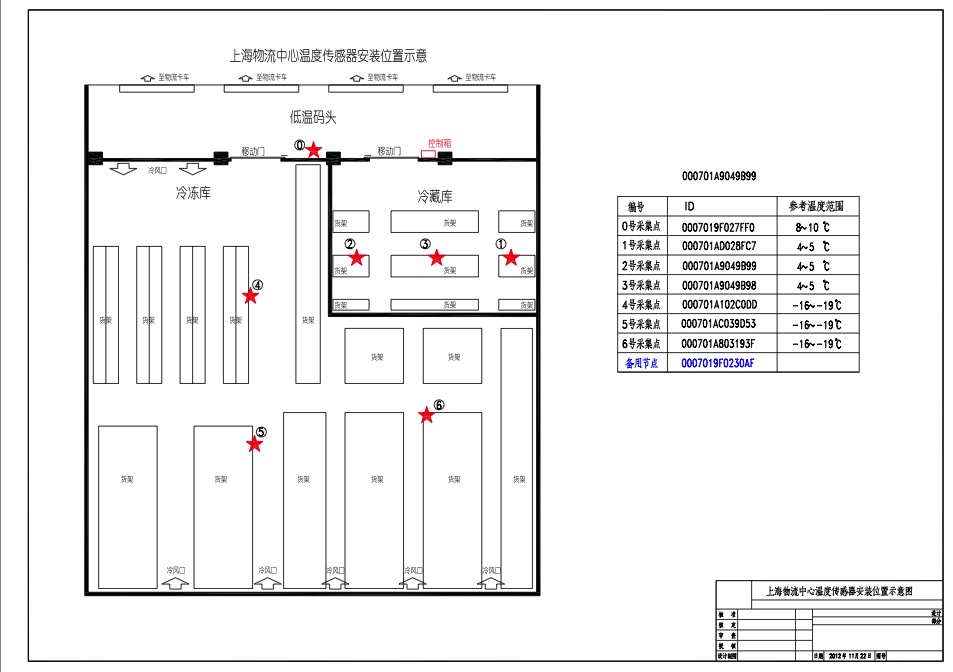 上海物流中心温度传感器安装位置示意
至物流卡车 至物流卡车 至物流卡车 至物流卡车
低温码头
移动门 ⓪ 移动门 控制箱
冷风口
冷冻库 冷藏库
货架 货架 货架
② ③ ①
货架 货架 货架
④
货架 货架 货架
货架 货架 货架 货架 货架
货架 货架
⑥
⑤
货架 货架 货架 货架 货架 货架
冷风口 冷风口 冷风口 冷风口 冷风口
000701A9049B99
编号 ID 参考温度范围
0号采集点 0007019F027FF0 8~10 ℃
1号采集点 000701AD028FC7 4~5 ℃
2号采集点 000701A9049B99 4~5 ℃
3号采集点 000701A9049B98 4~5 ℃
4号采集点 000701A102C0DD -16~-19℃
5号采集点 000701AC039D53 -16~-19℃
6号采集点 000701A803193F -16~-19℃
备用节点 0007019F0230AF
上海物流中心温度传感器安装位置示意图
核 准 设计
核 定 部分
审 查
校 核
设计制图 日期 2012年11月22日 图号